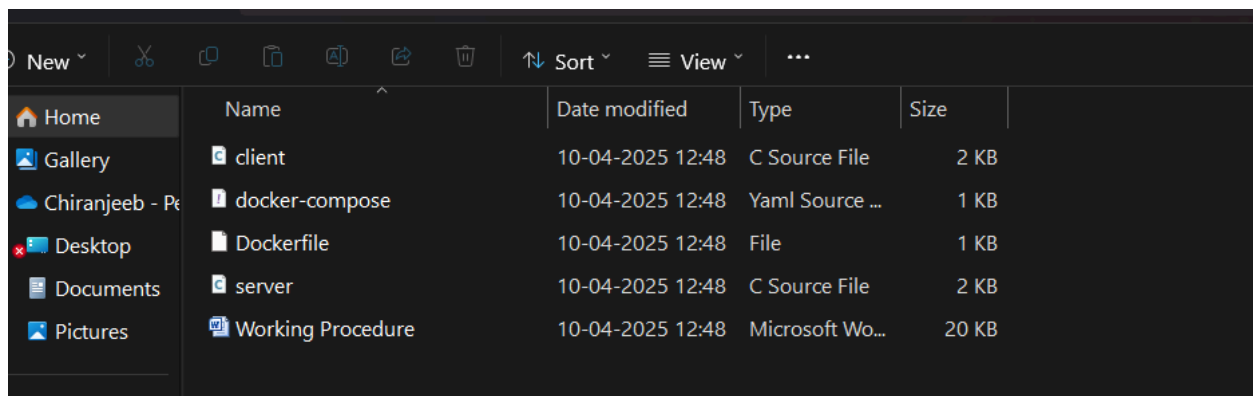 New Sort View ...
Home Name Date modified Type Size
Gallery client 10-04-2025 12:48 C Source File 2 KB
Chiranjeeb - Pe docker-compose 10-04-2025 12:48 Yaml Source ... 1 KB
Desktop Dockerfile 10-04-2025 12:48 File 1 KB
Documents server 10-04-2025 12:48 C Source File 2 KB
Pictures Working Procedure 10-04-2025 12:48 Microsoft Wo... 20 KB